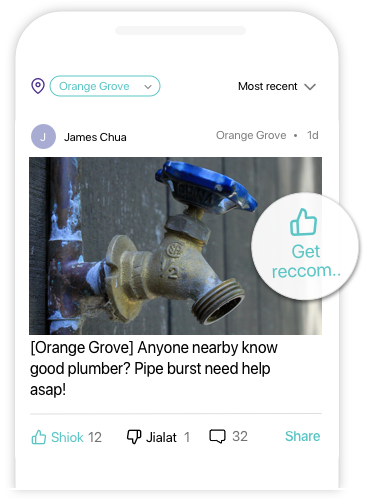 Orange Grove
Most recent
J
James Chua
Orange Grove • 1d
12
Get
reccom..
[Orange Grove] Anyone nearby know
good plumber? Pipe burst need help
asap!
Shiok 12
Jialat 1
32
Share